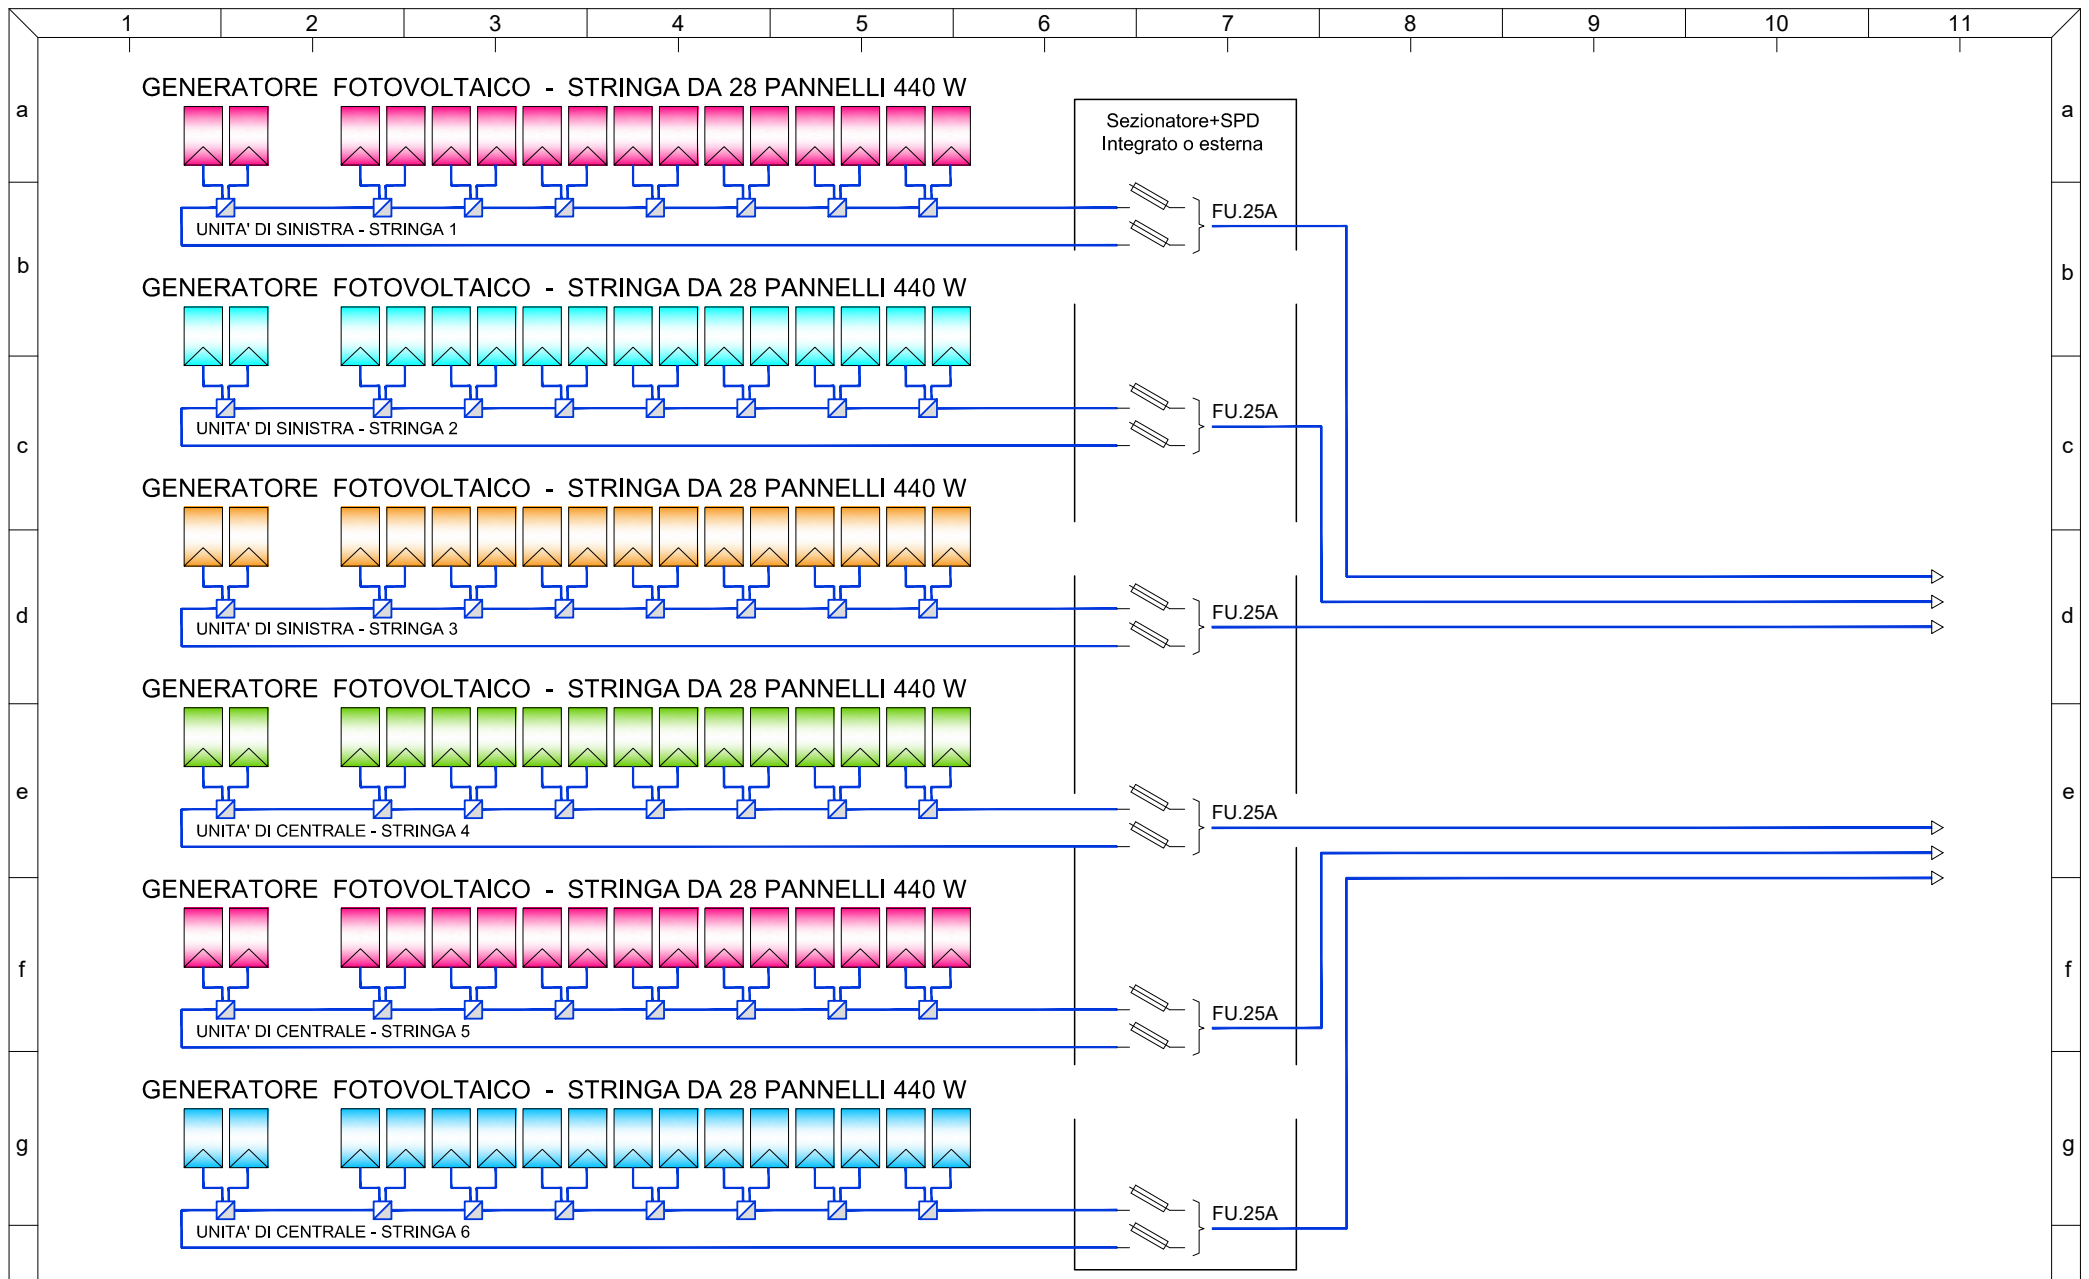 1 2 3 4 5 6 7 8 9 10 11
GENERATORE FOTOVOLTAICO - STRINGA DA 28 PANNELLI 440 W
a a
Sezionatore+SPD
Integrato o esterna
FU.25A
UNITA' DI SINISTRA - STRINGA 1
b b
GENERATORE FOTOVOLTAICO - STRINGA DA 28 PANNELLI 440 W
FU.25A
UNITA' DI SINISTRA - STRINGA 2
c c
GENERATORE FOTOVOLTAICO - STRINGA DA 28 PANNELLI 440 W
FU.25A
d d
UNITA' DI SINISTRA - STRINGA 3
GENERATORE FOTOVOLTAICO - STRINGA DA 28 PANNELLI 440 W
e e
FU.25A
UNITA' DI CENTRALE - STRINGA 4
GENERATORE FOTOVOLTAICO - STRINGA DA 28 PANNELLI 440 W
f f
FU.25A
UNITA' DI CENTRALE - STRINGA 5
GENERATORE FOTOVOLTAICO - STRINGA DA 28 PANNELLI 440 W
g g
FU.25A
UNITA' DI CENTRALE - STRINGA 6